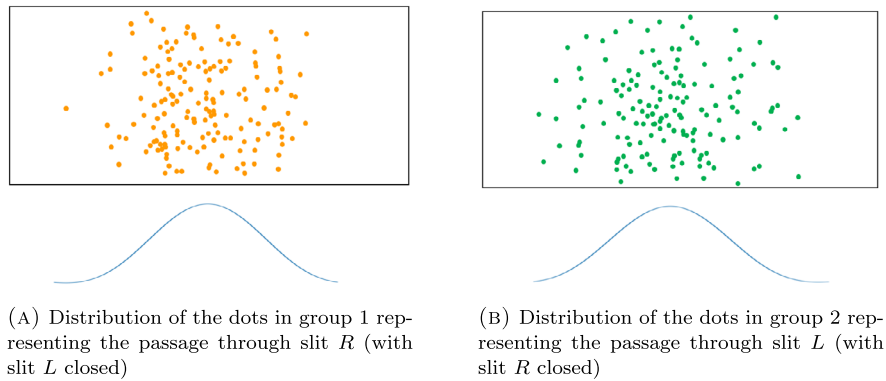 (A) Distribution of the dots in group 1 rep-
resenting the passage through slit R (with
slit L closed)
(B) Distribution of the dots in group 2 rep-
resenting the passage through slit L (with
slit R closed)